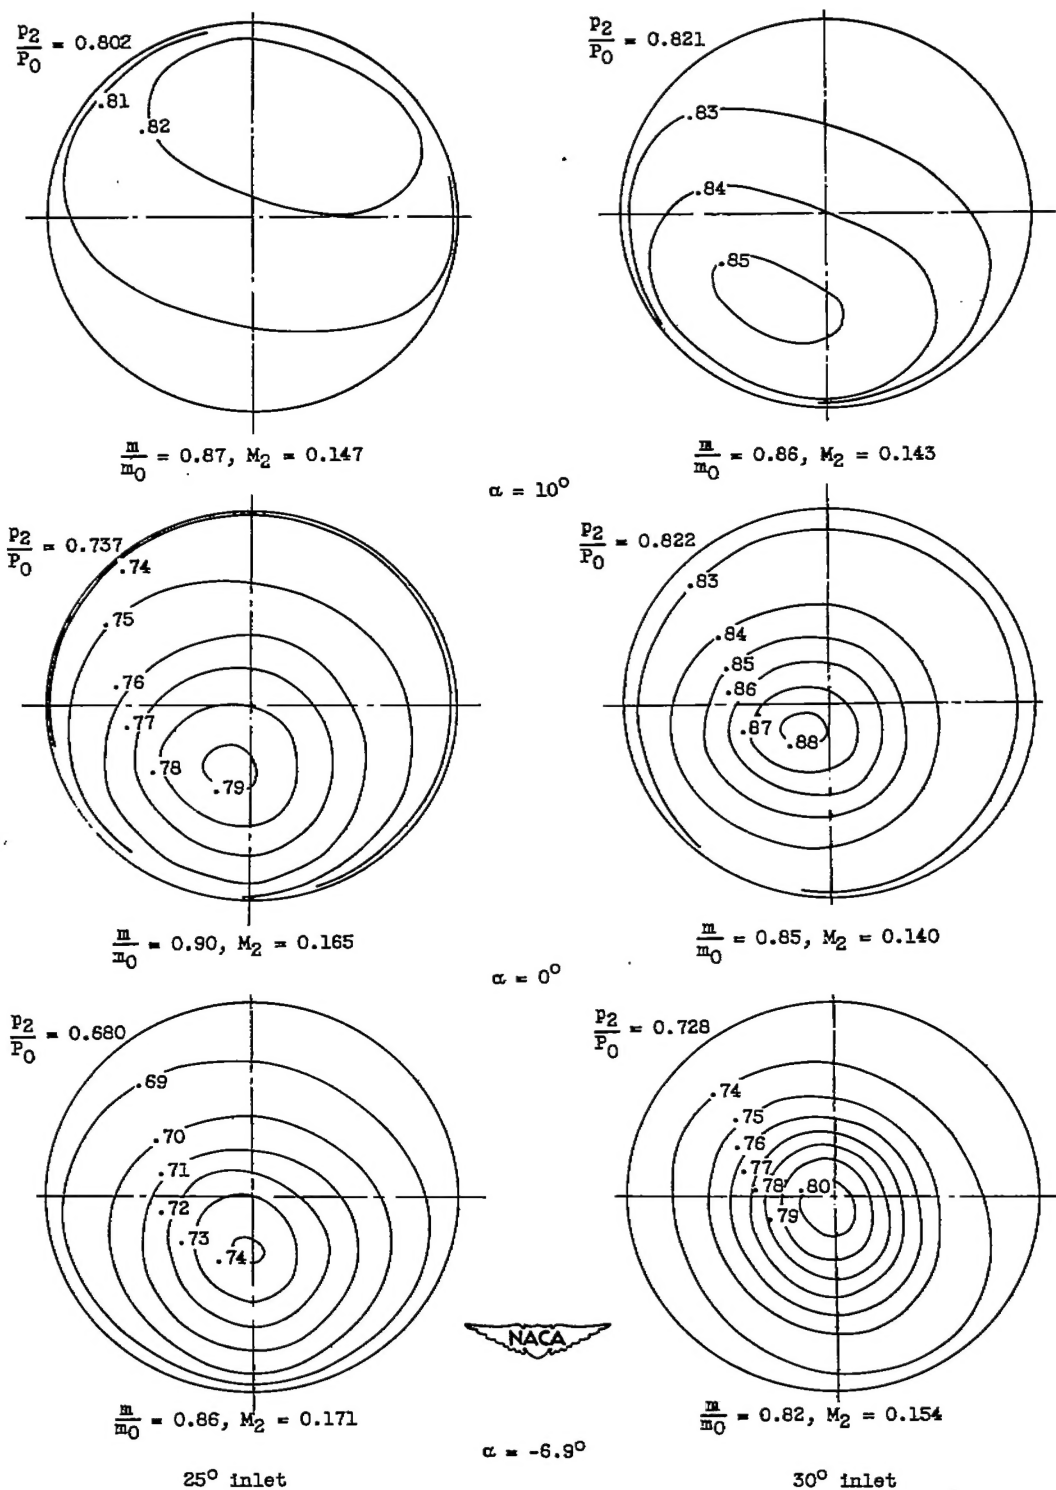 p2/P0 = 0.802
.81
.82
m/m0 = 0.87, M2 = 0.147
p2/P0 = 0.821
.83
.84
.85
m/m0 = 0.86, M2 = 0.143
α = 10°
p2/P0 = 0.737
.74
.75
.76
.77
.78
.79
m/m0 = 0.90, M2 = 0.165
p2/P0 = 0.822
.83
.84
.85
.86
.87
.88
m/m0 = 0.85, M2 = 0.140
α = 0°
p2/P0 = 0.680
.69
.70
.71
.72
.73
.74
m/m0 = 0.86, M2 = 0.171
p2/P0 = 0.728
.74
.75
.76
.77
.78
.80
.79
NACA
m/m0 = 0.82, M2 = 0.154
α = -6.9°
25° inlet
30° inlet